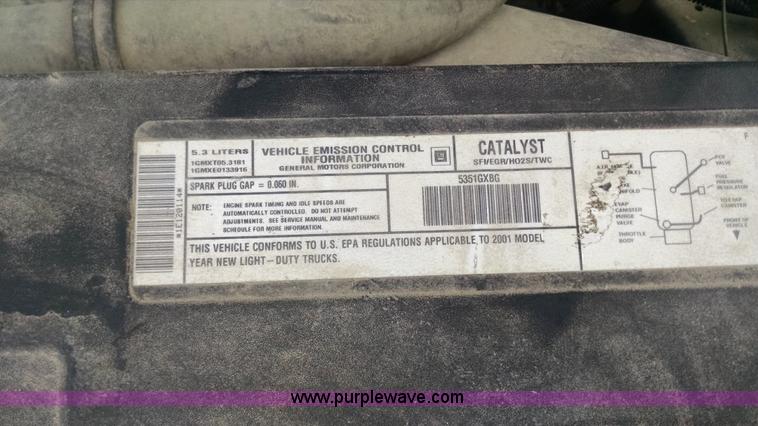 5.3 LITERS
1GMXT05.3181
1GMXE0133916
VEHICLE EMISSION CONTROL
INFORMATION
GENERAL MOTORS CORPORATION
GM
CATALYST
SFI/EGR/HO2S/TWC
SPARK PLUG GAP = 0.060 IN.
5351GXBG
NOTE: ENGINE SPARK TIMING AND IDLE SPEEDS ARE
AUTOMATICALLY CONTROLLED. DO NOT ATTEMPT
ADJUSTMENTS. SEE SERVICE MANUAL AND MAINTENANCE
SCHEDULE FOR MORE INFORMATION.
THIS VEHICLE CONFORMS TO U.S. EPA REGULATIONS APPLICABLE TO 2001 MODEL
YEAR NEW LIGHT-DUTY TRUCKS.
*1E120114*
F
PCV
VALVE
FUEL
PRESSURE
REGULATOR
EVAP
CANISTER
PURGE
VALVE
TO EVAP CANISTER
THROTTLE
BODY
FRONT OF
VEHICLE
www.purplewave.com